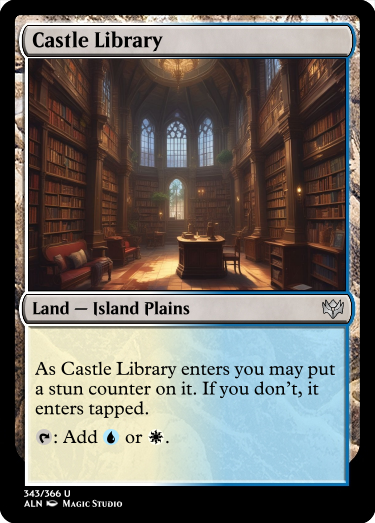 Castle Library
Land — Island Plains
As Castle Library enters you may put
a stun counter on it. If you don't, it
enters tapped.
: Add or .
343/366 U
ALN Magic Studio